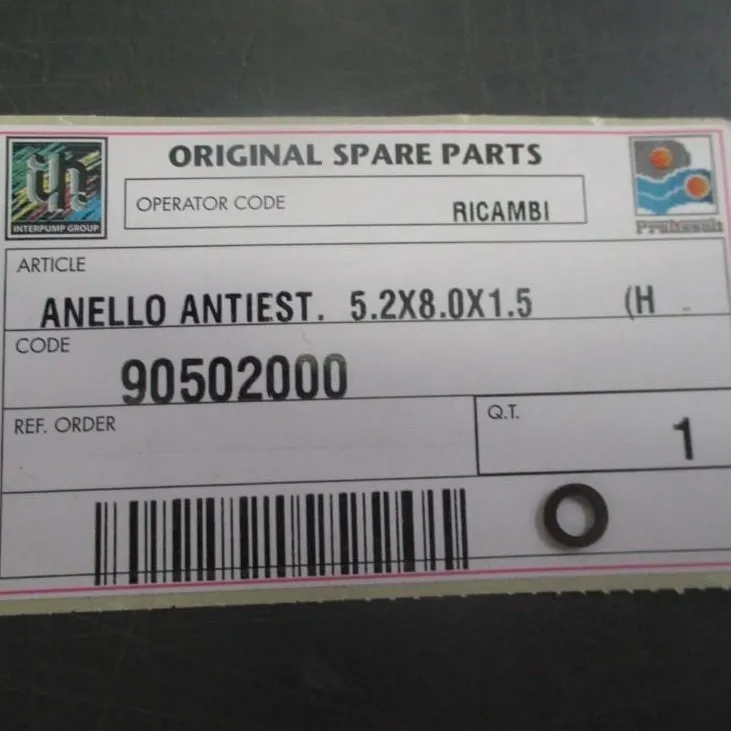 ORIGINAL SPARE PARTS
INTERPUMP GROUP
OPERATOR CODE RICAMBI
Prahasolt
ARTICLE
ANELLO ANTIEST. 5.2X8.0X1.5 (H
CODE
90502000
REF. ORDER
Q.T.
1